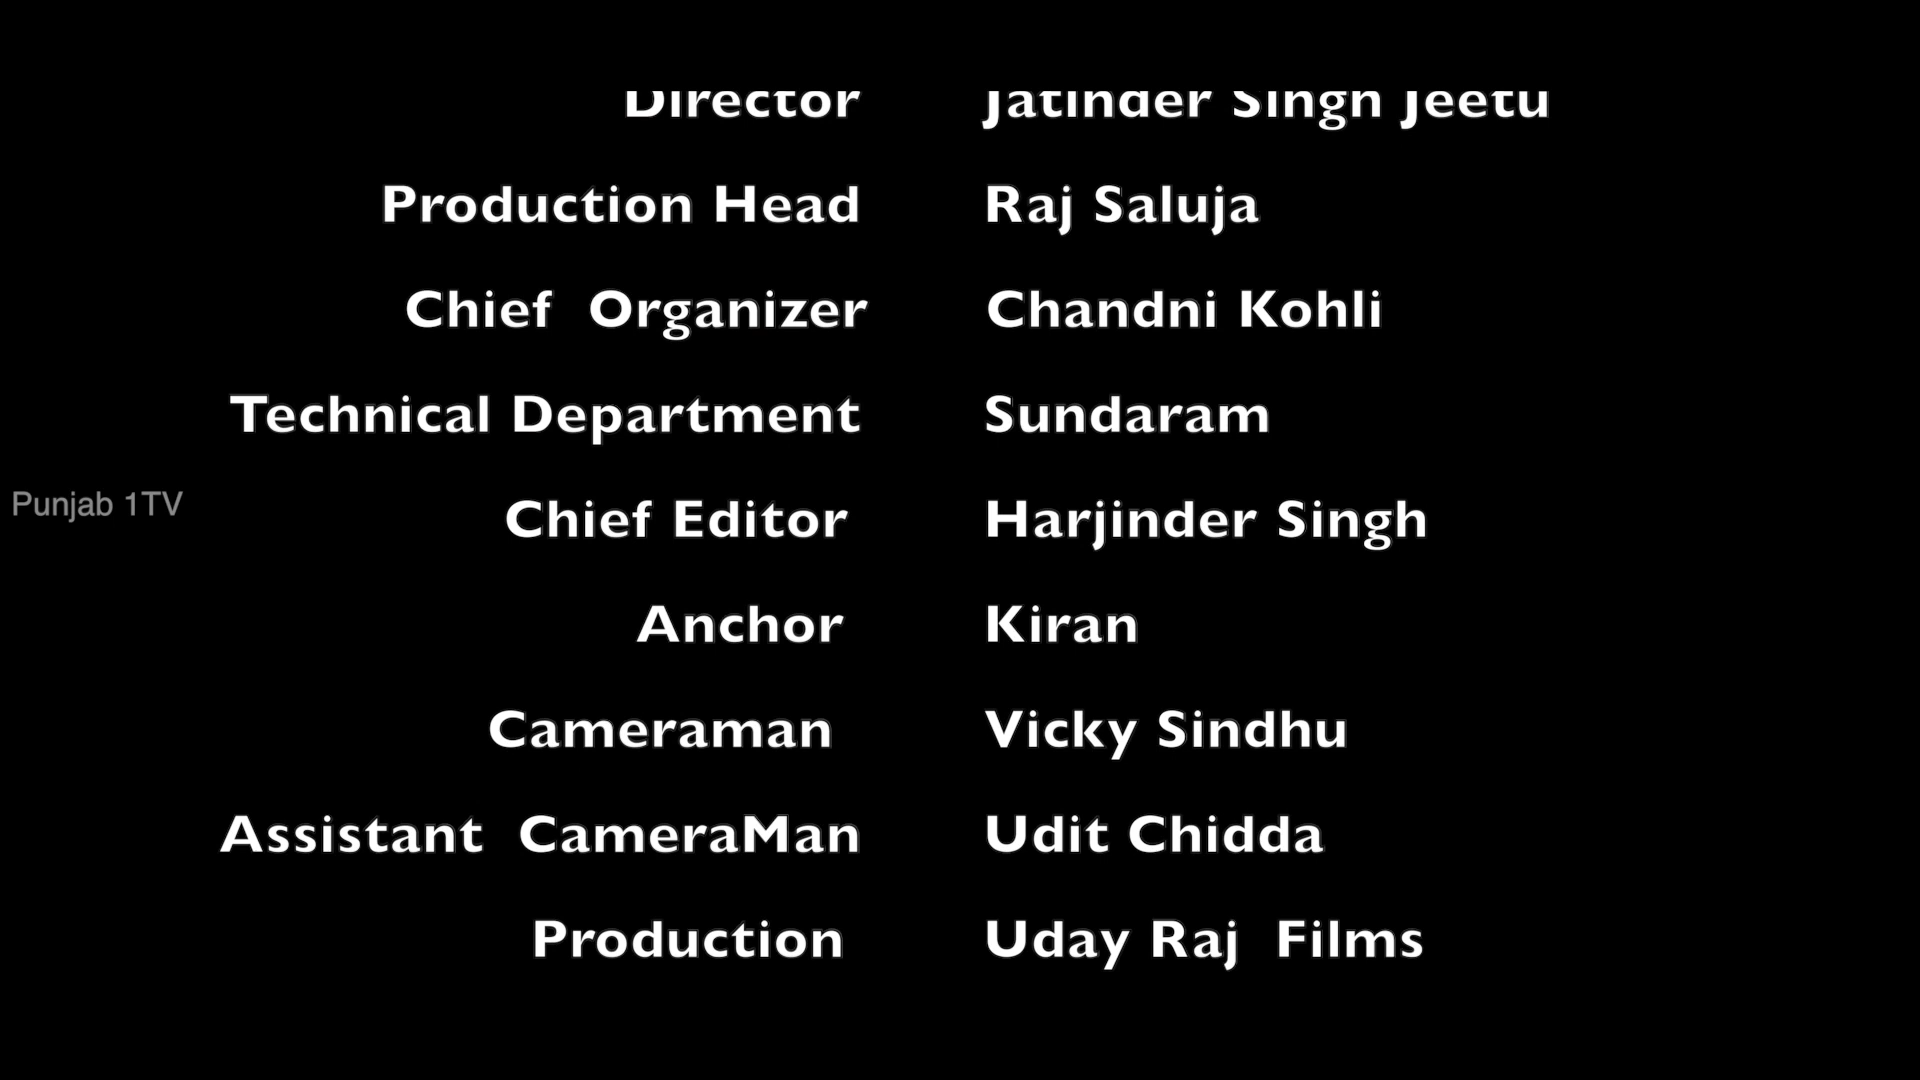 Director Jatinder Singh Jeetu
Production Head Raj Saluja
Chief Organizer Chandni Kohli
Technical Department Sundaram
Punjab 1TV
Chief Editor Harjinder Singh
Anchor Kiran
Cameraman Vicky Sindhu
Assistant CameraMan Udit Chidda
Production Uday Raj Films